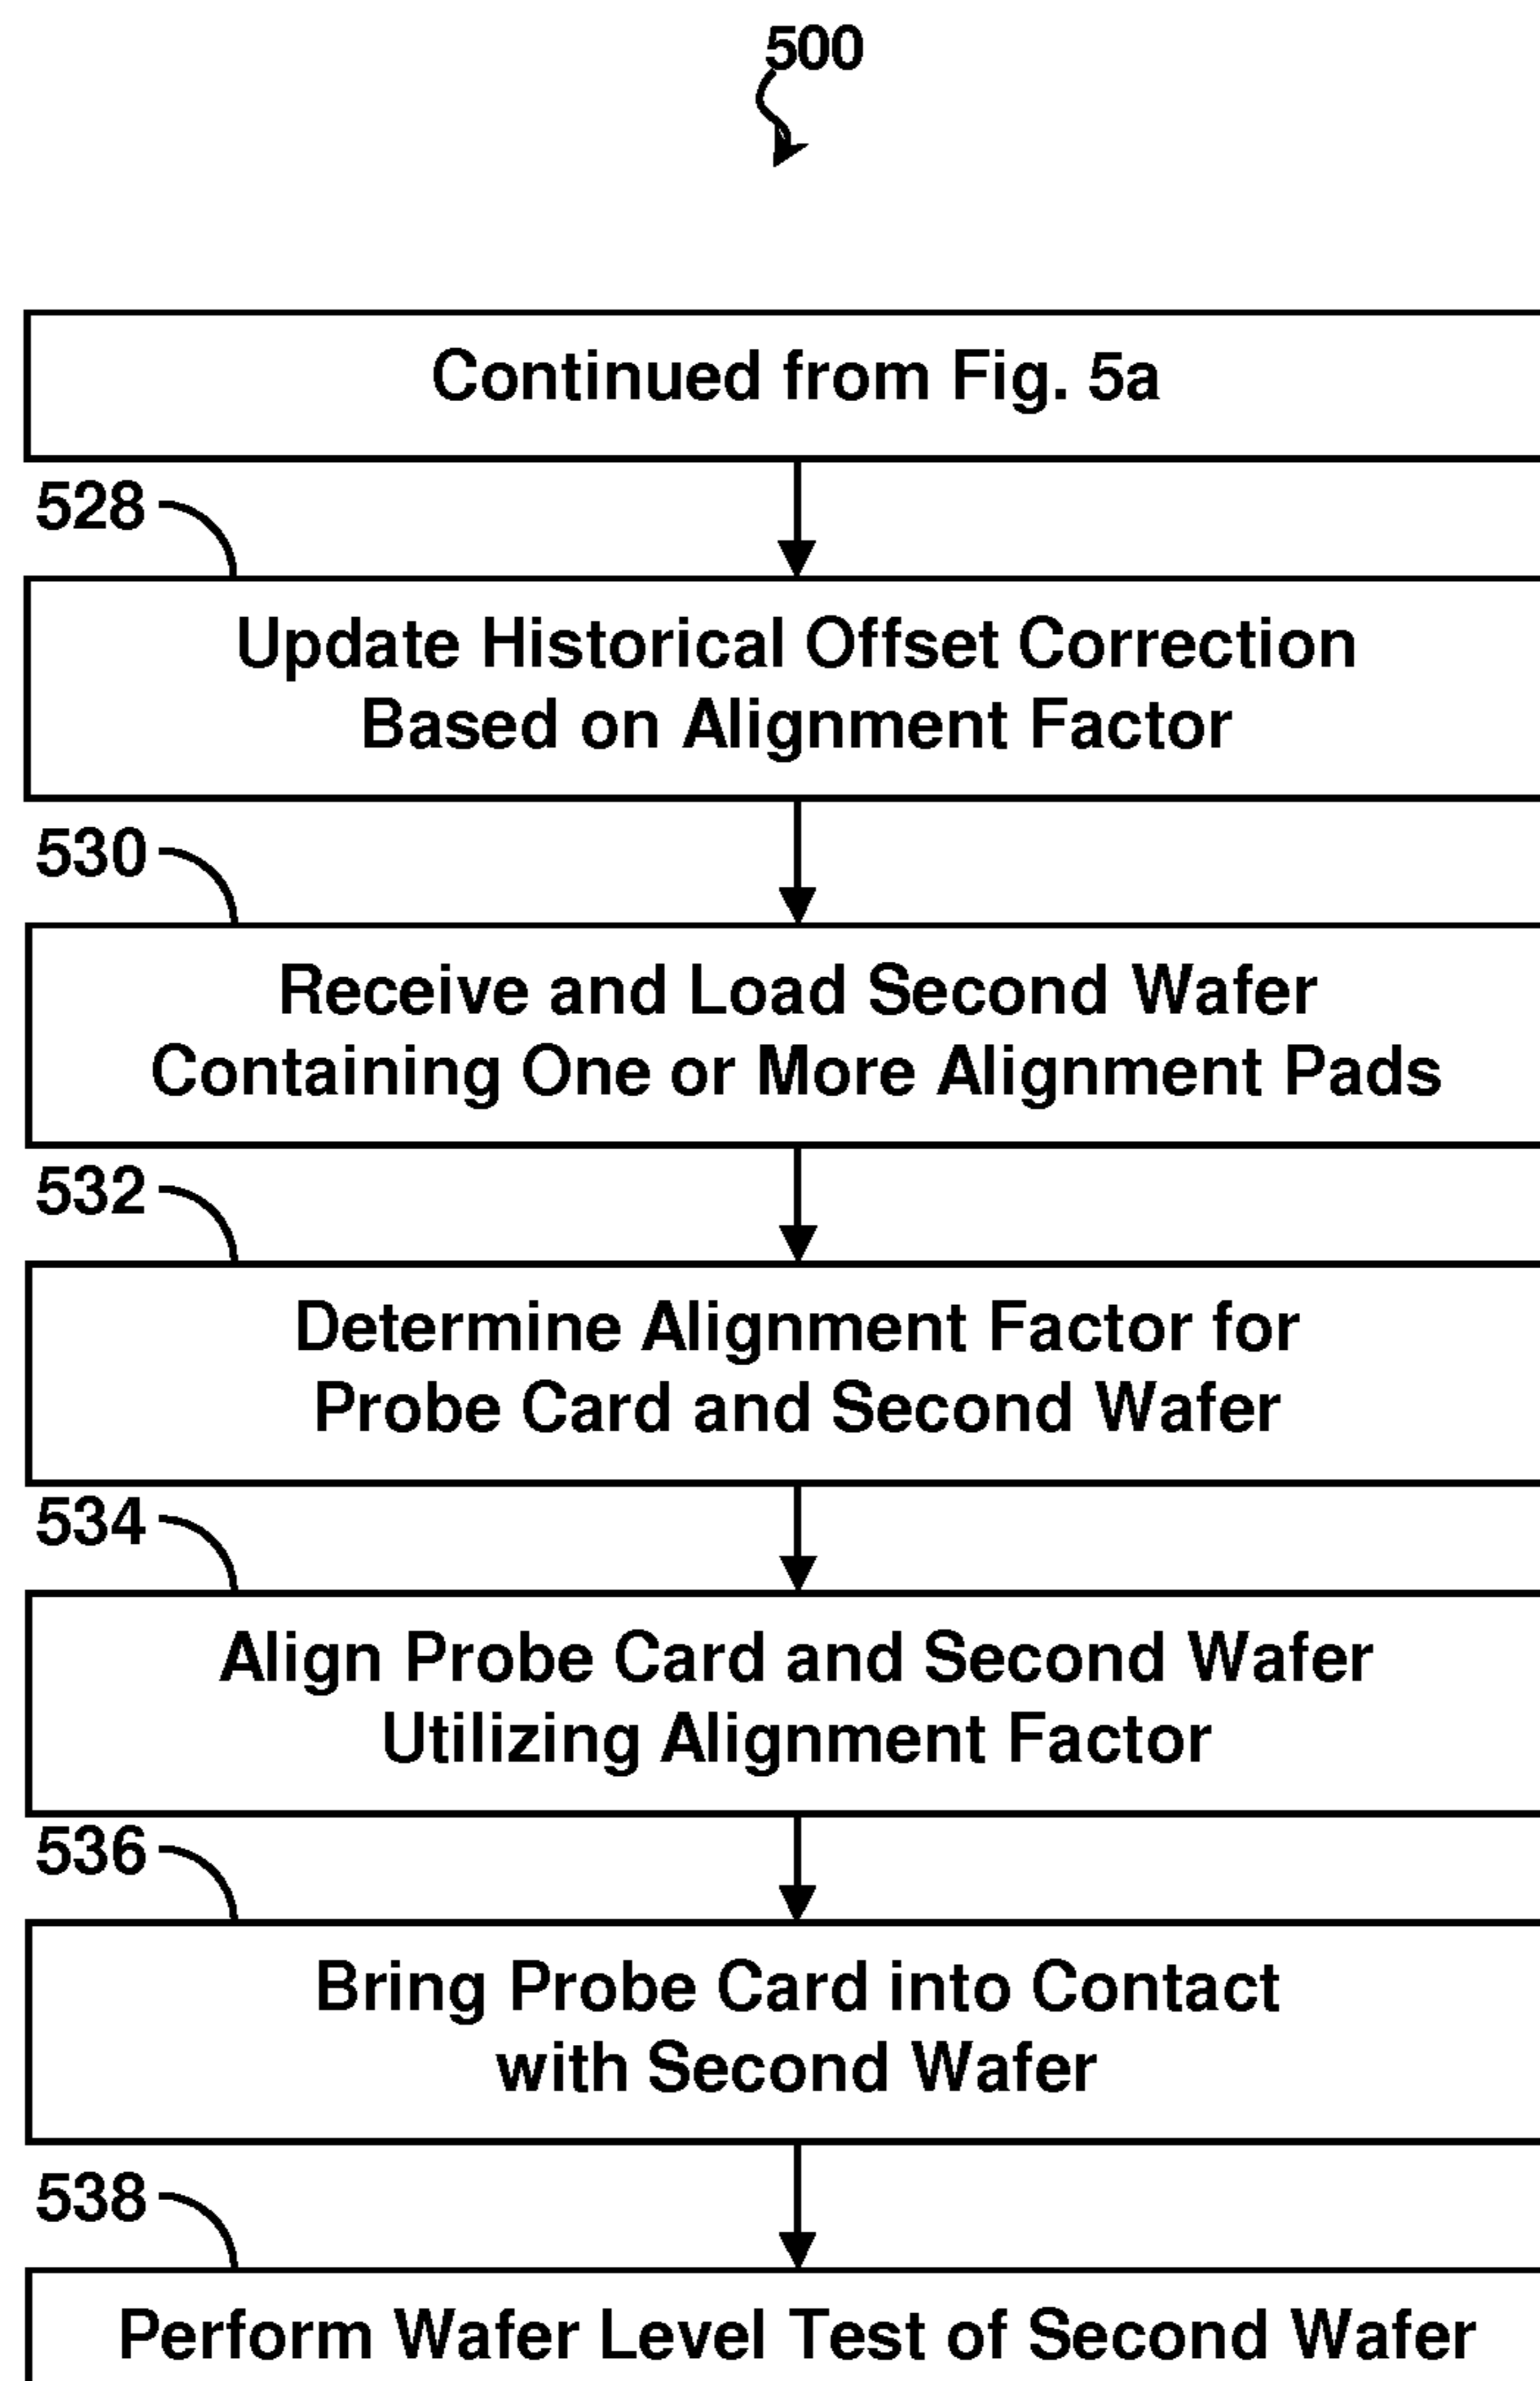 500
Continued from Fig. 5a
528
Update Historical Offset Correction
Based on Alignment Factor
530
Receive and Load Second Wafer
Containing One or More Alignment Pads
532
Determine Alignment Factor for
Probe Card and Second Wafer
534
Align Probe Card and Second Wafer
Utilizing Alignment Factor
536
Bring Probe Card into Contact
with Second Wafer
538
Perform Wafer Level Test of Second Wafer